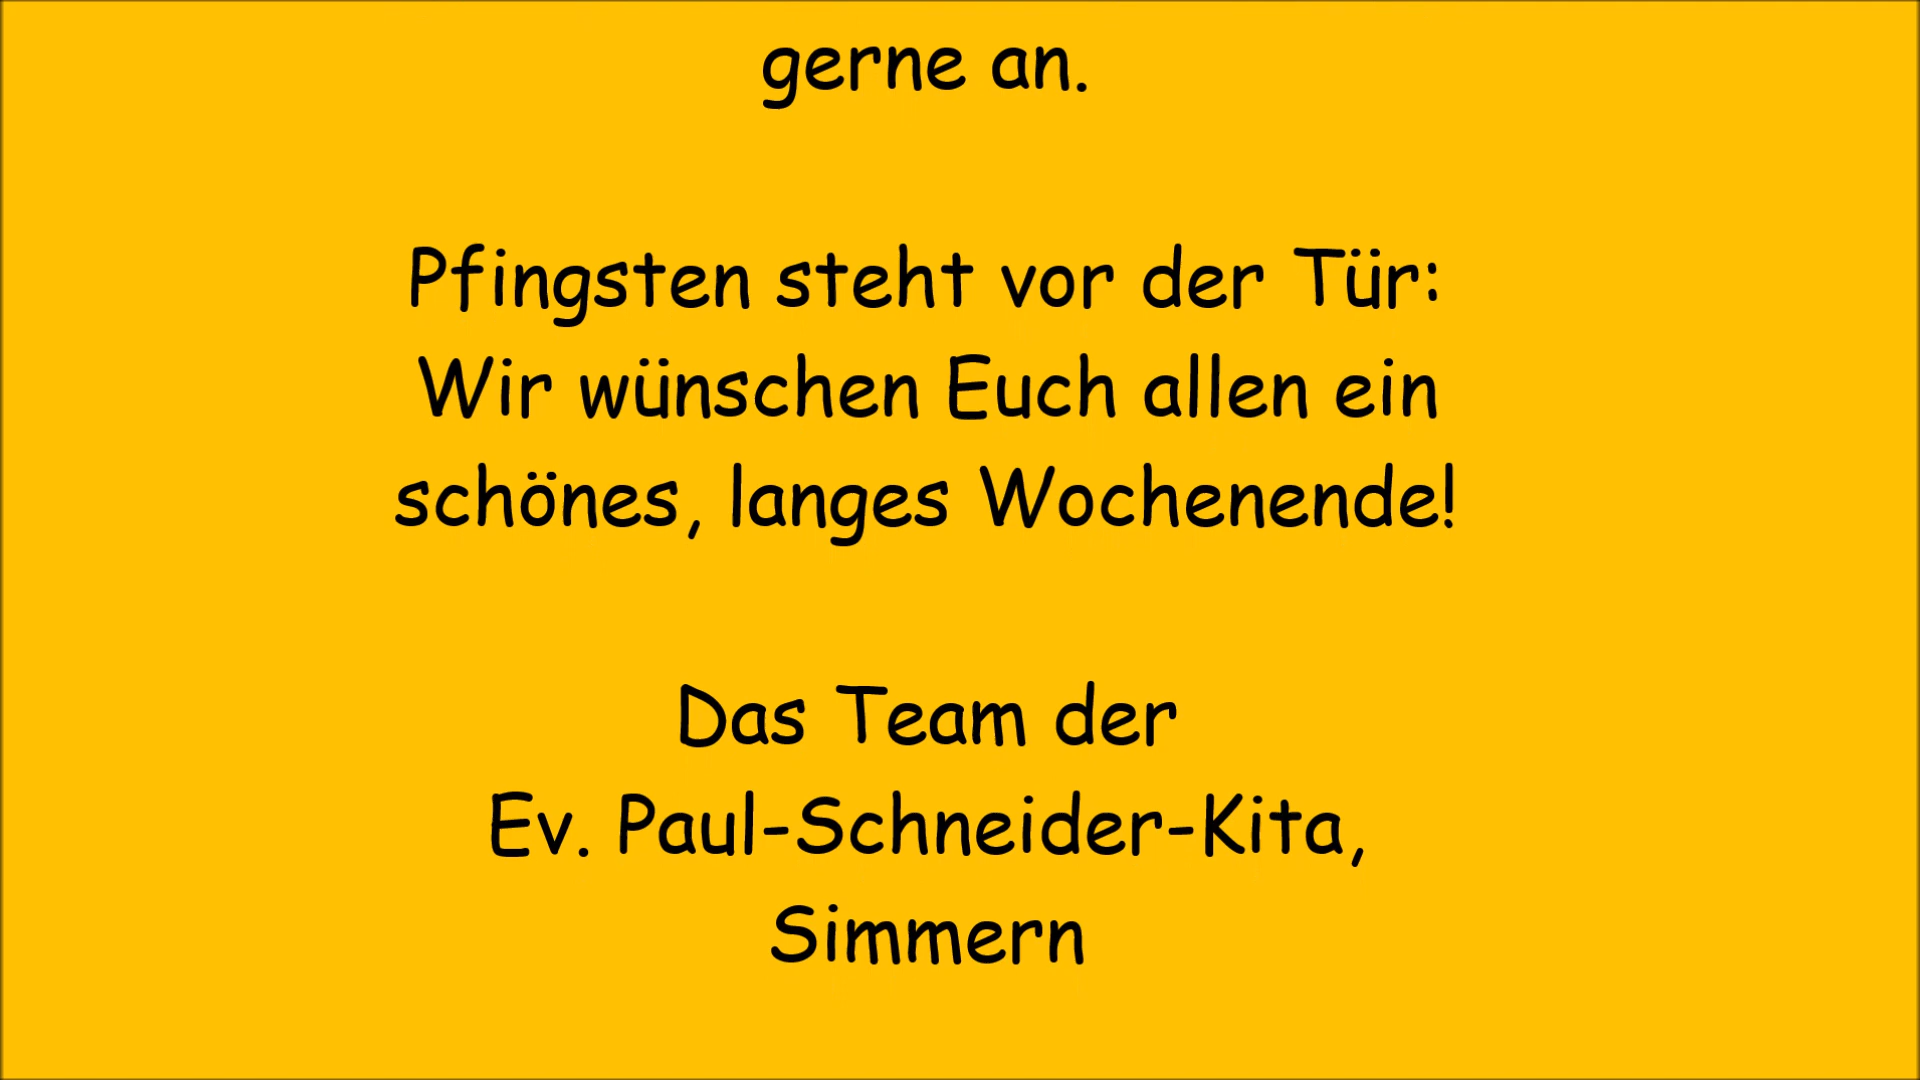 gerne an.
Pfingsten steht vor der Tür:
Wir wünschen Euch allen ein
schönes, langes Wochenende!
Das Team der
Ev. Paul-Schneider-Kita,
Simmern